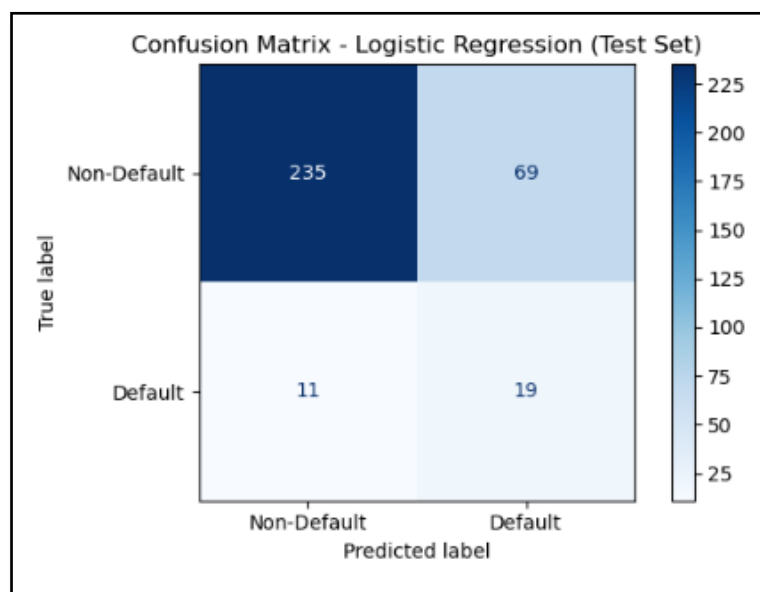 Confusion Matrix - Logistic Regression (Test Set)
225
200
175
150
125
100
75
50
25
Non-Default
235
69
Default
11
19
True label
Non-Default
Default
Predicted label